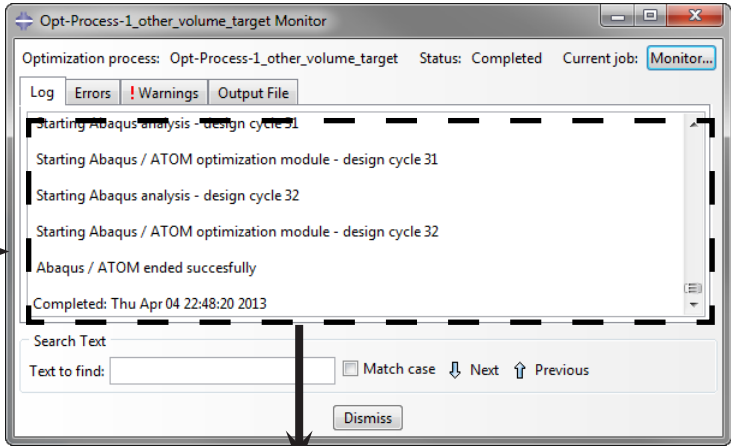 Opt-Process-1_other_volume_target Monitor
Optimization process: Opt-Process-1_other_volume_target Status: Completed Current job: Monitor...
Log Errors ! Warnings Output File
Starting Abaqus analysis - design cycle 31
Starting Abaqus / ATOM optimization module - design cycle 31
Starting Abaqus analysis - design cycle 32
Starting Abaqus / ATOM optimization module - design cycle 32
Abaqus / ATOM ended succesfully
Completed: Thu Apr 04 22:48:20 2013
Search Text
Text to find: Match case Next Previous
Dismiss